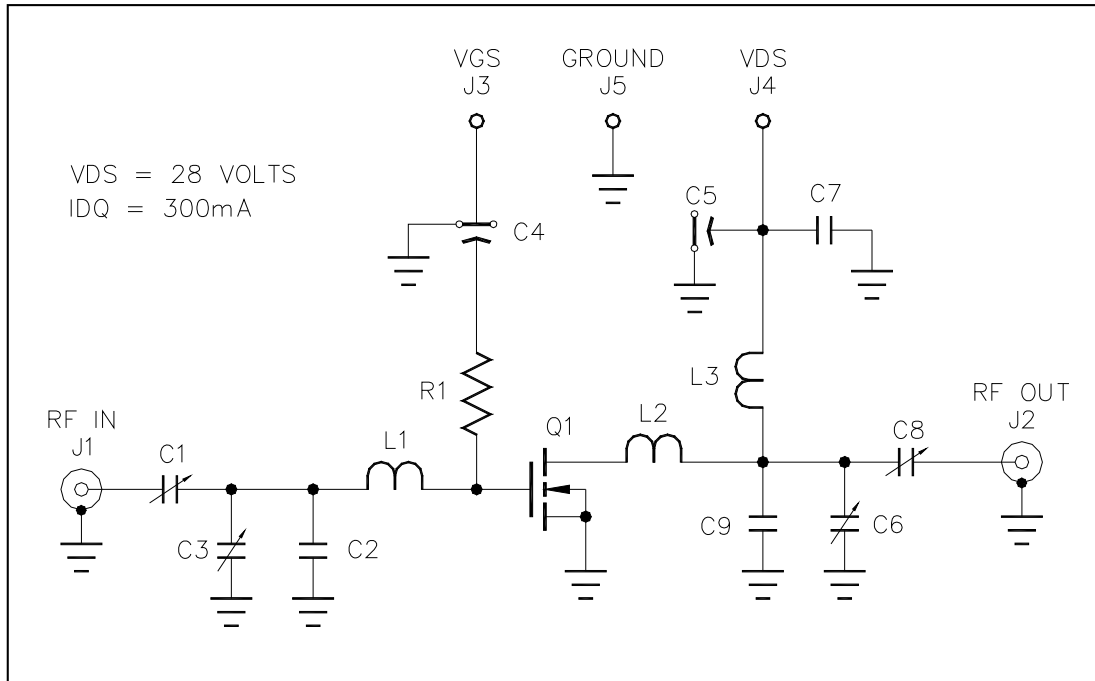 VGS
J3
GROUND
J5
VDS
J4
VDS = 28 VOLTS
IDQ = 300mA
C4
C5
C7
R1
L3
RF IN
J1
C1
L1
Q1
L2
C8
RF OUT
J2
C3
C2
C9
C6